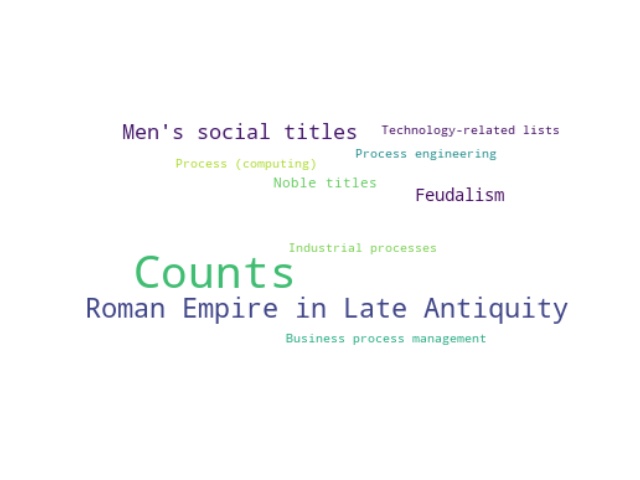 Men's social titles
Technology-related lists
Process engineering
Process (computing)
Noble titles
Feudalism
Industrial processes
Counts
Roman Empire in Late Antiquity
Business process management